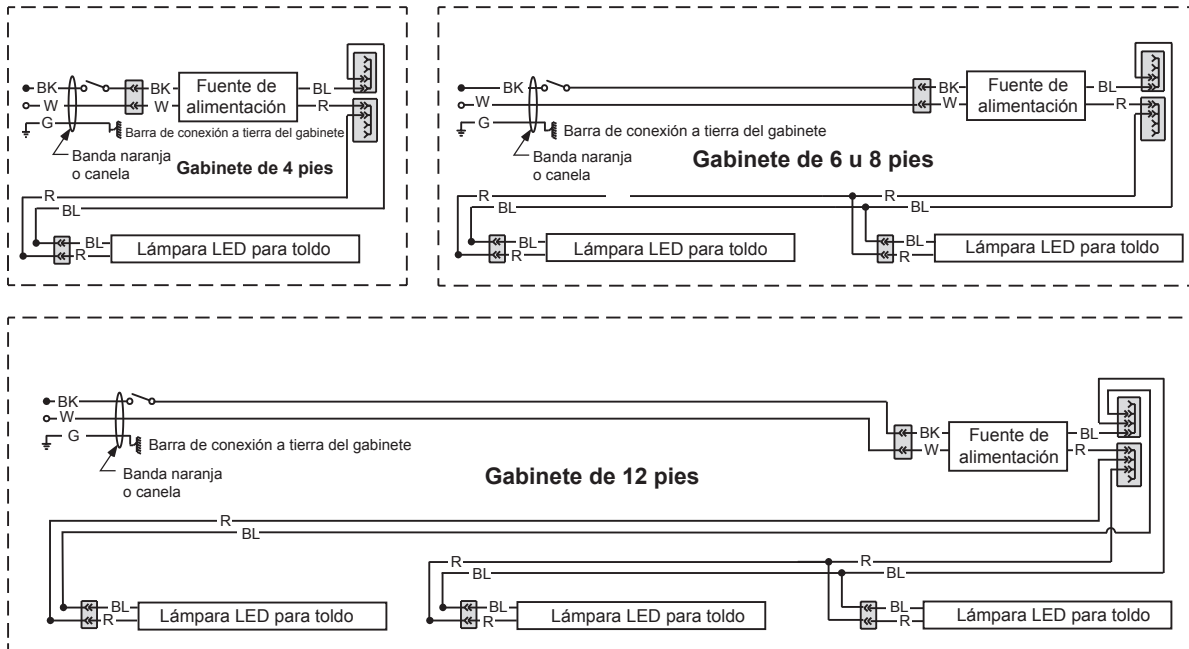 BK
BK
Fuente de
alimentación
BL
W
W
R
G
Barra de conexión a tierra del gabinete
Banda naranja
o canela
Gabinete de 4 pies
R
BL
BL
R
Lámpara LED para toldo
BK
BK
Fuente de
alimentación
BL
W
W
R
G
Barra de conexión a tierra del gabinete
Banda naranja
o canela
Gabinete de 6 u 8 pies
R
R
BL
BL
BL
R
Lámpara LED para toldo
BL
R
Lámpara LED para toldo
BK
W
G
Barra de conexión a tierra del gabinete
Banda naranja
o canela
BK
W
Fuente de
alimentación
BL
R
Gabinete de 12 pies
R
BL
R
R
BL
BL
BL
R
Lámpara LED para toldo
BL
R
Lámpara LED para toldo
BL
R
Lámpara LED para toldo